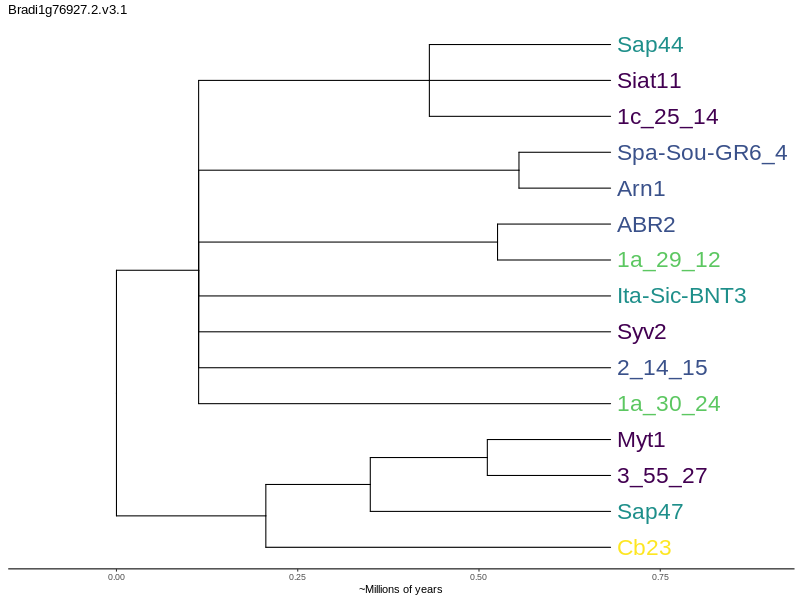 Bradi1g76927.2.v3.1
Sap44
Siat11
1c_25_14
Spa-Sou-GR6_4
Arn1
ABR2
1a_29_12
Ita-Sic-BNT3
Syv2
2_14_15
1a_30_24
Myt1
3_55_27
Sap47
Cb23
0.00 0.25 0.50 0.75
~Millions of years